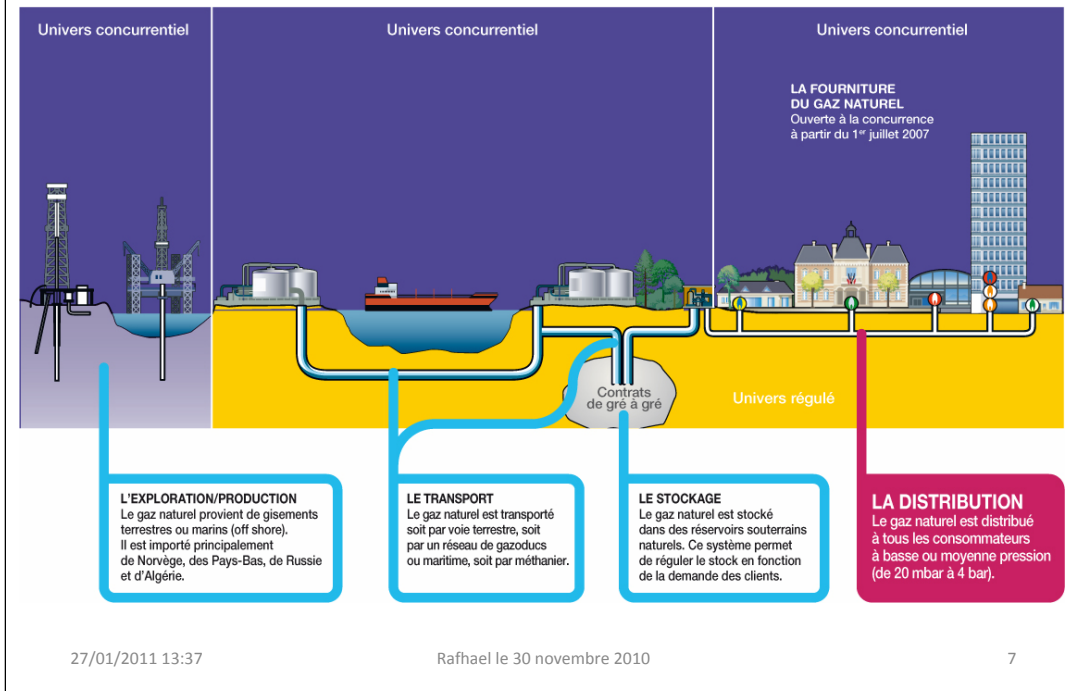 Univers concurrentiel
Univers concurrentiel
Univers concurrentiel
LA FOURNITURE
DU GAZ NATUREL
Ouverte à la concurrence
à partir du 1er juillet 2007
Contrats
de gré à gré
Univers régulé
L'EXPLORATION/PRODUCTION
Le gaz naturel provient de gisements
terrestres ou marins (off shore).
Il est importé principalement
de Norvège, des Pays-Bas, de Russie
et d'Algérie.
LE TRANSPORT
Le gaz naturel est transporté
soit par voie terrestre, soit
par un réseau de gazoducs
ou maritime, soit par méthanier.
LE STOCKAGE
Le gaz naturel est stocké
dans des réservoirs souterrains
naturels. Ce système permet
de réguler le stock en fonction
de la demande des clients.
LA DISTRIBUTION
Le gaz naturel est distribué
à tous les consommateurs
à basse ou moyenne pression
(de 20 mbar à 4 bar).
27/01/2011 13:37
Rafhael le 30 novembre 2010
7